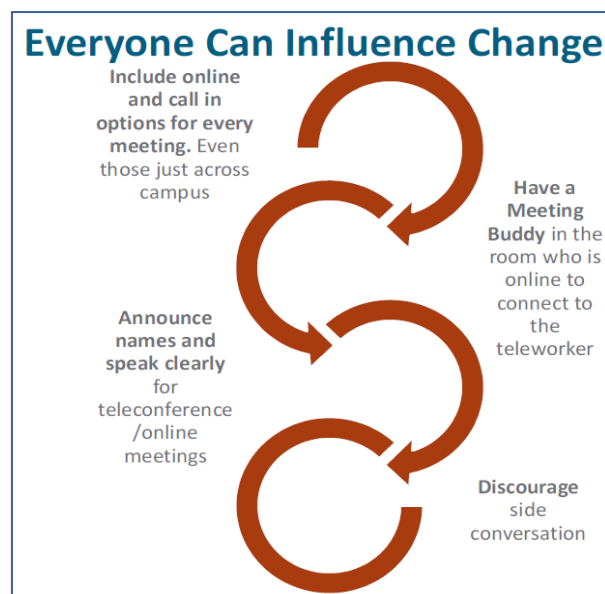 Everyone Can Influence Change
Include online
and call in
options for every
meeting. Even
those just across
campus
Have a
Meeting
Buddy in the
room who is
online to
connect to
the
teleworker
Announce
names and
speak clearly
for
teleconference
/online
meetings
Discourage
side
conversation